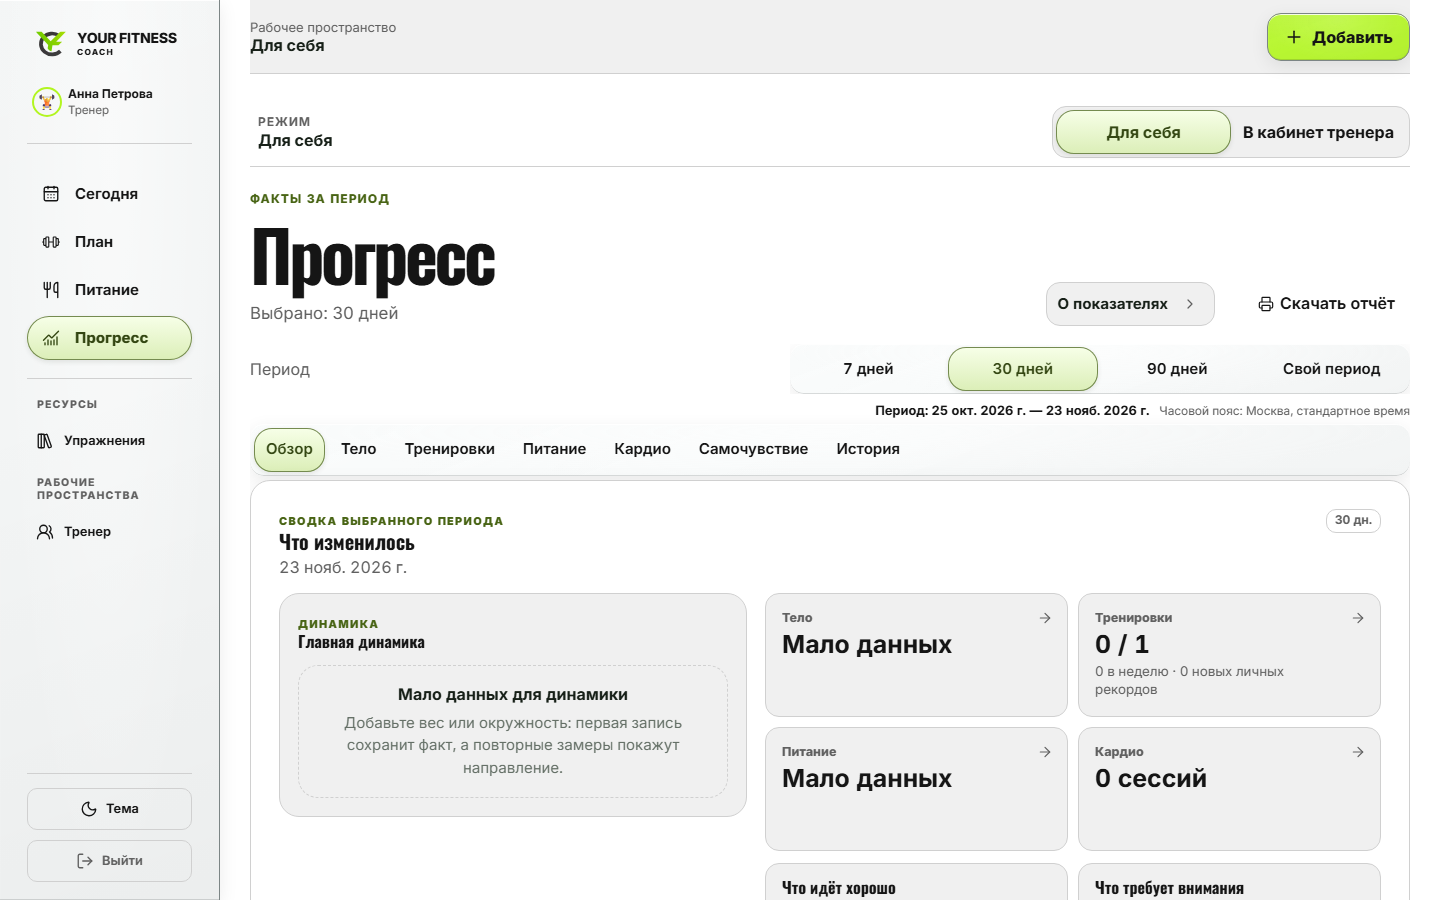 YOUR FITNESS
COACH
Анна Петрова
Тренер
Сегодня
План
Питание
Прогресс
РЕСУРСЫ
Упражнения
РАБОЧИЕ
ПРОСТРАНСТВА
Тренер
Тема
Выйти
Рабочее пространство
Для себя
Добавить
РЕЖИМ
Для себя
Для себя
В кабинет тренера
ФАКТЫ ЗА ПЕРИОД
Прогресс
Выбрано: 30 дней
О показателях
Скачать отчёт
Период
7 дней
30 дней
90 дней
Свой период
Период: 25 окт. 2026 г. — 23 нояб. 2026 г. Часовой пояс: Москва, стандартное время
Обзор
Тело
Тренировки
Питание
Кардио
Самочувствие
История
СВОДКА ВЫБРАННОГО ПЕРИОДА
30 дн.
Что изменилось
23 нояб. 2026 г.
ДИНАМИКА
Главная динамика
Мало данных для динамики
Добавьте вес или окружность: первая запись
сохранит факт, а повторные замеры покажут
направление.
Тело
Мало данных
Тренировки
0 / 1
0 в неделю · 0 новых личных
рекордов
Питание
Мало данных
Кардио
0 сессий
Что идёт хорошо
Что требует внимания